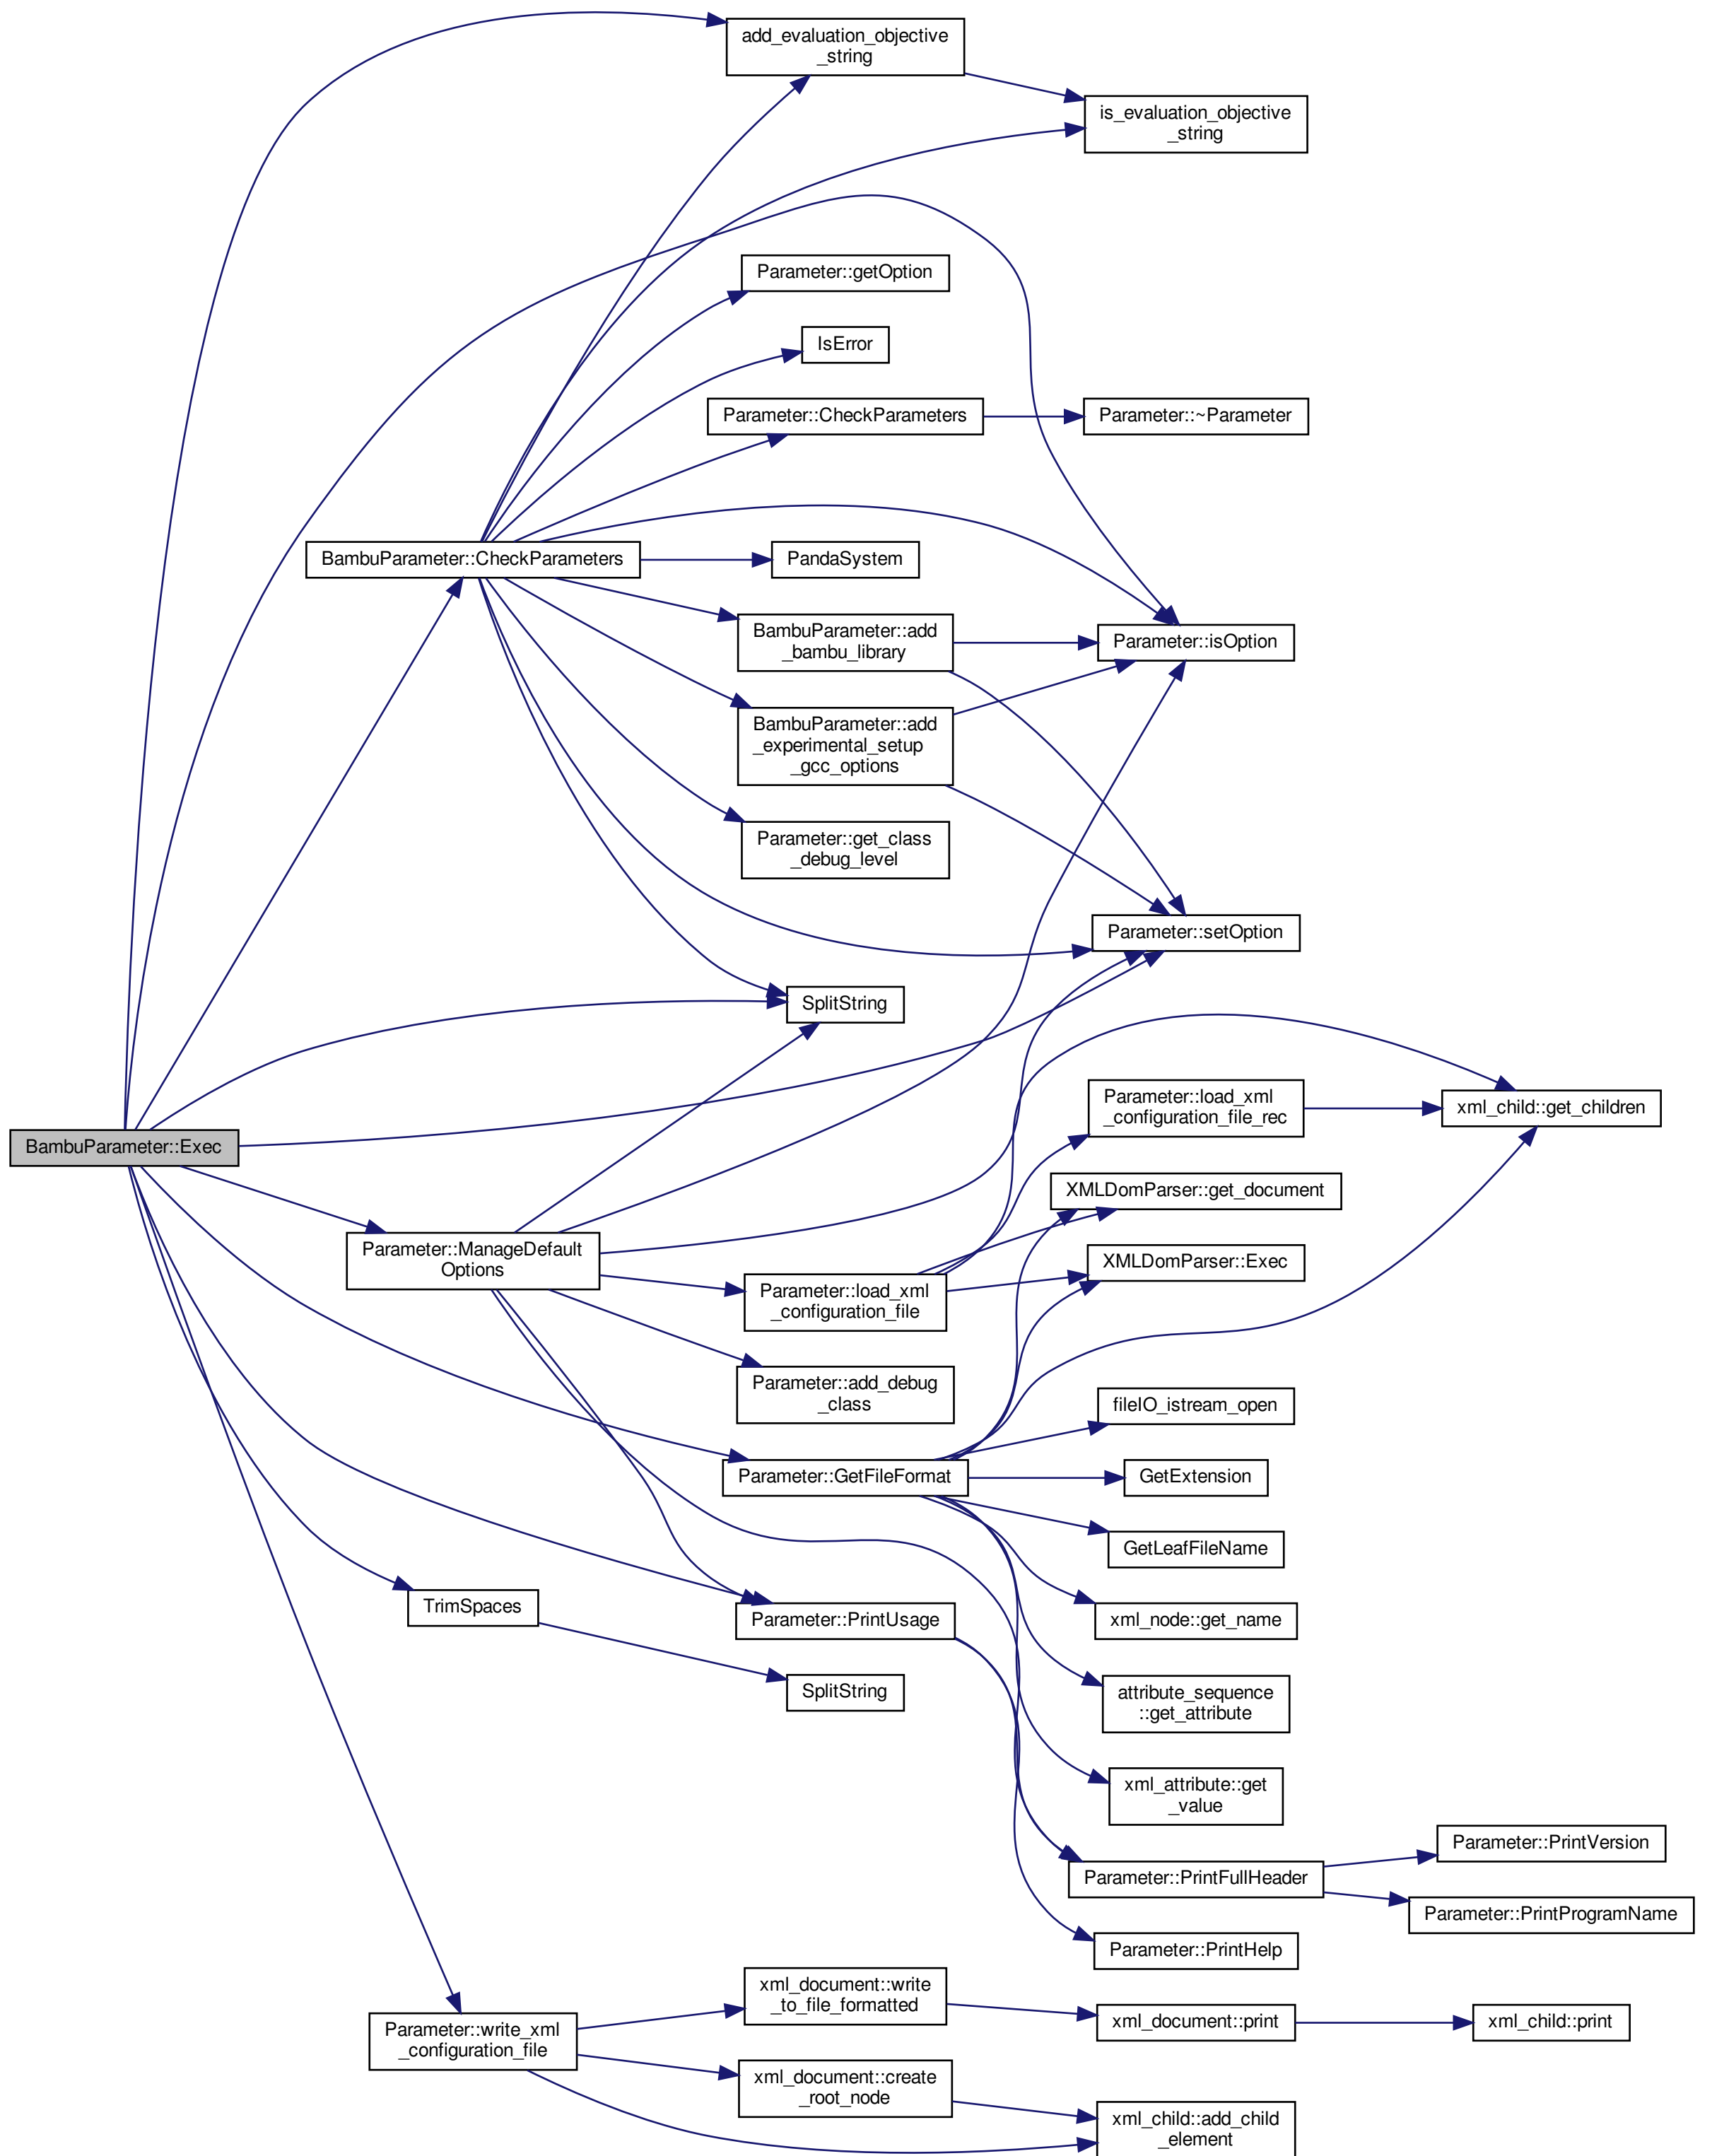 add_evaluation_objective
_string
is_evaluation_objective
_string
Parameter::getOption
IsError
Parameter::CheckParameters
Parameter::~Parameter
BambuParameter::CheckParameters
PandaSystem
BambuParameter::add
_bambu_library
Parameter::isOption
BambuParameter::add
_experimental_setup
_gcc_options
Parameter::get_class
_debug_level
Parameter::setOption
SplitString
Parameter::load_xml
_configuration_file_rec
xml_child::get_children
BambuParameter::Exec
XMLDomParser::get_document
Parameter::ManageDefault
Options
XMLDomParser::Exec
Parameter::load_xml
_configuration_file
Parameter::add_debug
_class
fileIO_istream_open
Parameter::GetFileFormat
GetExtension
GetLeafFileName
TrimSpaces
Parameter::PrintUsage
xml_node::get_name
SplitString
attribute_sequence
::get_attribute
xml_attribute::get
_value
Parameter::PrintVersion
Parameter::PrintFullHeader
Parameter::PrintProgramName
Parameter::PrintHelp
xml_document::write
_to_file_formatted
Parameter::write_xml
_configuration_file
xml_document::print
xml_child::print
xml_document::create
_root_node
xml_child::add_child
_element